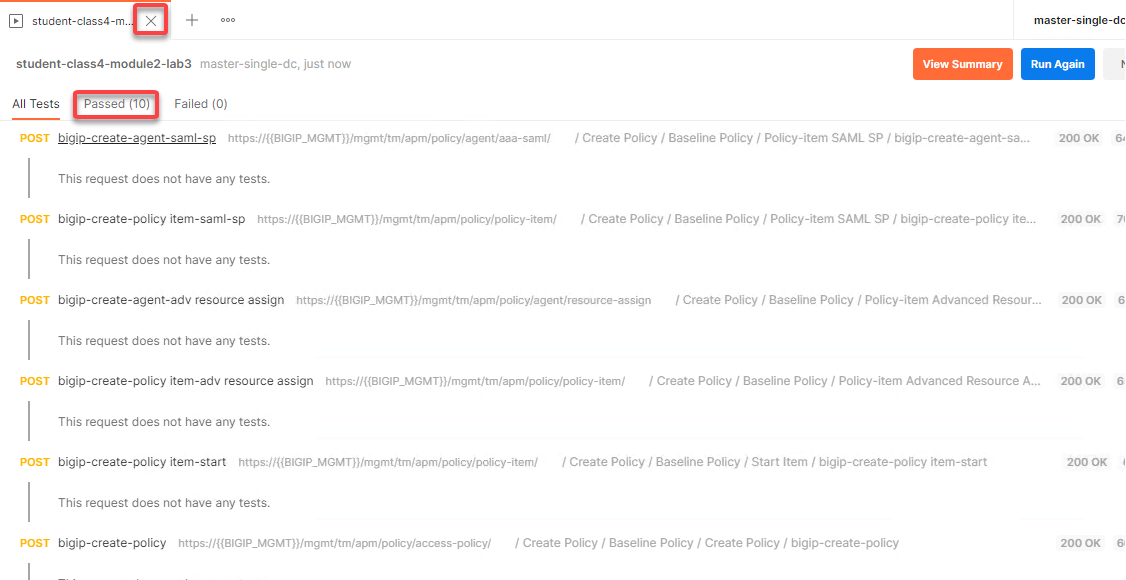 student-class4-m... master-single-dc
student-class4-module2-lab3 master-single-dc, just now View Summary Run Again
All Tests Passed (10) Failed (0)
POST bigip-create-agent-saml-sp https://{{BIGIP_MGMT}}/mgmt/tm/apm/policy/agent/aaa-saml/ / Create Policy / Baseline Policy / Policy-item SAML SP / bigip-create-agent-sa... 200 OK
This request does not have any tests.
POST bigip-create-policy item-saml-sp https://{{BIGIP_MGMT}}/mgmt/tm/apm/policy/policy-item/ / Create Policy / Baseline Policy / Policy-item SAML SP / bigip-create-policy ite... 200 OK
This request does not have any tests.
POST bigip-create-agent-adv resource assign https://{{BIGIP_MGMT}}/mgmt/tm/apm/policy/agent/resource-assign / Create Policy / Baseline Policy / Policy-item Advanced Resour... 200 OK
This request does not have any tests.
POST bigip-create-policy item-adv resource assign https://{{BIGIP_MGMT}}/mgmt/tm/apm/policy/policy-item/ / Create Policy / Baseline Policy / Policy-item Advanced Resource A... 200 OK
This request does not have any tests.
POST bigip-create-policy item-start https://{{BIGIP_MGMT}}/mgmt/tm/apm/policy/policy-item/ / Create Policy / Baseline Policy / Start Item / bigip-create-policy item-start 200 OK
This request does not have any tests.
POST bigip-create-policy https://{{BIGIP_MGMT}}/mgmt/tm/apm/policy/access-policy/ / Create Policy / Baseline Policy / Create Policy / bigip-create-policy 200 OK